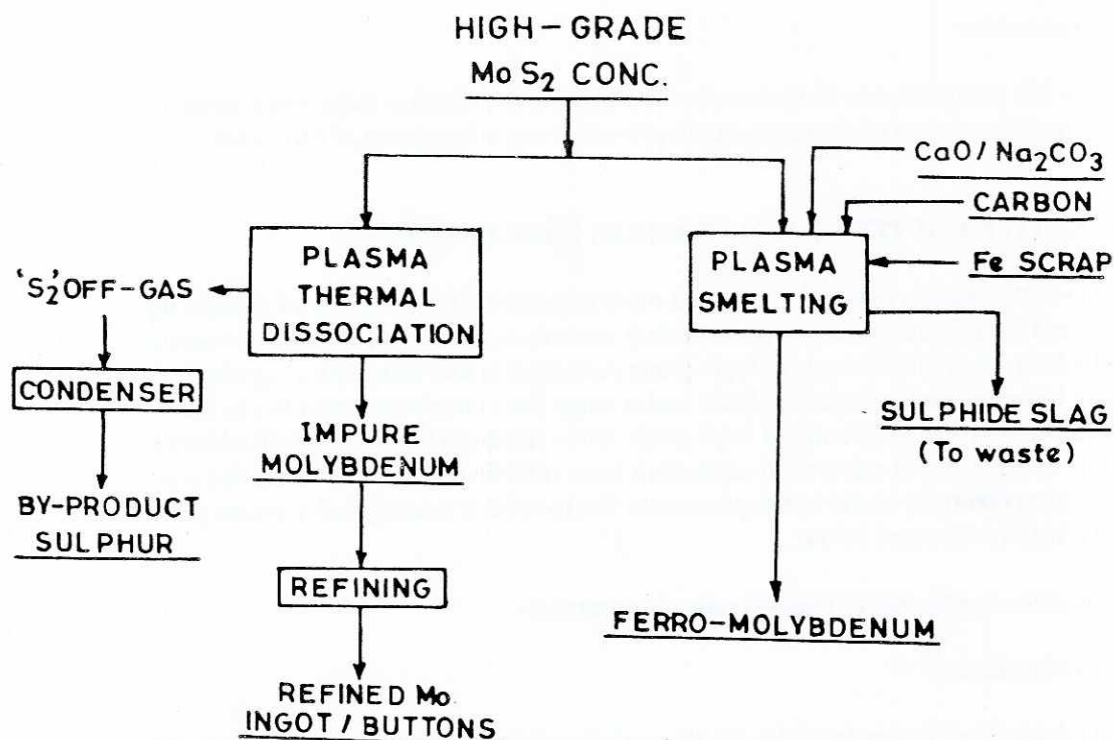 HIGH-GRADE
MoS₂ CONC.
CaO/Na₂CO₃
CARBON
Fe SCRAP
PLASMA
THERMAL
DISSOCIATION
PLASMA
SMELTING
'S₂' OFF-GAS
CONDENSER
BY-PRODUCT
SULPHUR
IMPURE
MOLYBDENUM
REFINING
REFINED Mo
INGOT / BUTTONS
SULPHIDE SLAG
(To waste)
FERRO-MOLYBDENUM